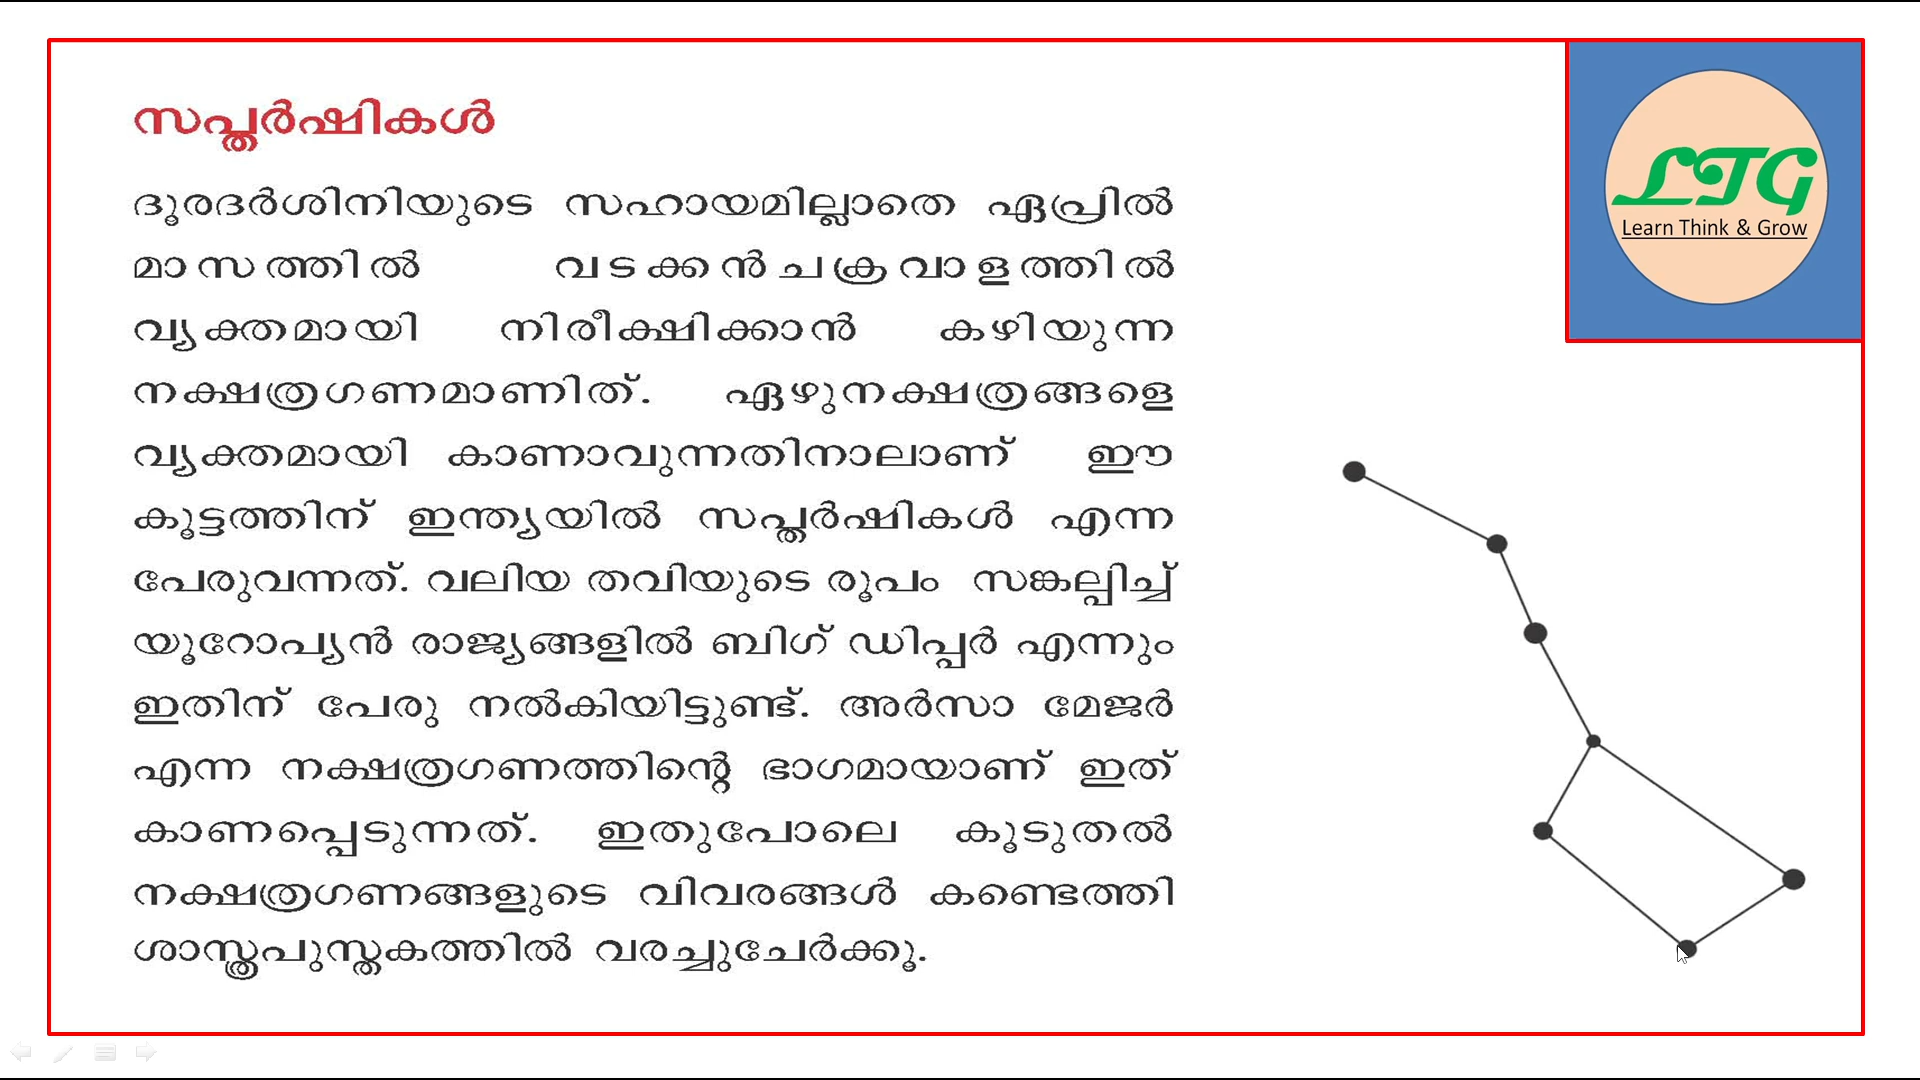 സപ്തർഷികൾ
ദൂരദർശിനിയുടെ സഹായമില്ലാതെ ഏപ്രിൽ
മാസത്തിൽ വടക്കൻചക്രവാളത്തിൽ
വ്യക്തമായി നിരീക്ഷിക്കാൻ കഴിയുന്ന
നക്ഷത്രഗണമാണിത്. ഏഴുനക്ഷത്രങ്ങളെ
വ്യക്തമായി കാണാവുന്നതിനാലാണ് ഈ
കൂട്ടത്തിന് ഇന്ത്യയിൽ സപ്തർഷികൾ എന്ന
പേരുവന്നത്. വലിയ തവിയുടെ രൂപം സങ്കല്പിച്ച്
യൂറോപ്യൻ രാജ്യങ്ങളിൽ ബിഗ് ഡിപ്പർ എന്നും
ഇതിന് പേരു നൽകിയിട്ടുണ്ട്. അർസാ മേജർ
എന്ന നക്ഷത്രഗണത്തിന്റെ ഭാഗമായാണ് ഇത്
കാണപ്പെടുന്നത്. ഇതുപോലെ കൂടുതൽ
നക്ഷത്രഗണങ്ങളുടെ വിവരങ്ങൾ കണ്ടെത്തി
ശാസ്ത്രപുസ്തകത്തിൽ വരച്ചുചേർക്കൂ.
LTG
Learn Think & Grow